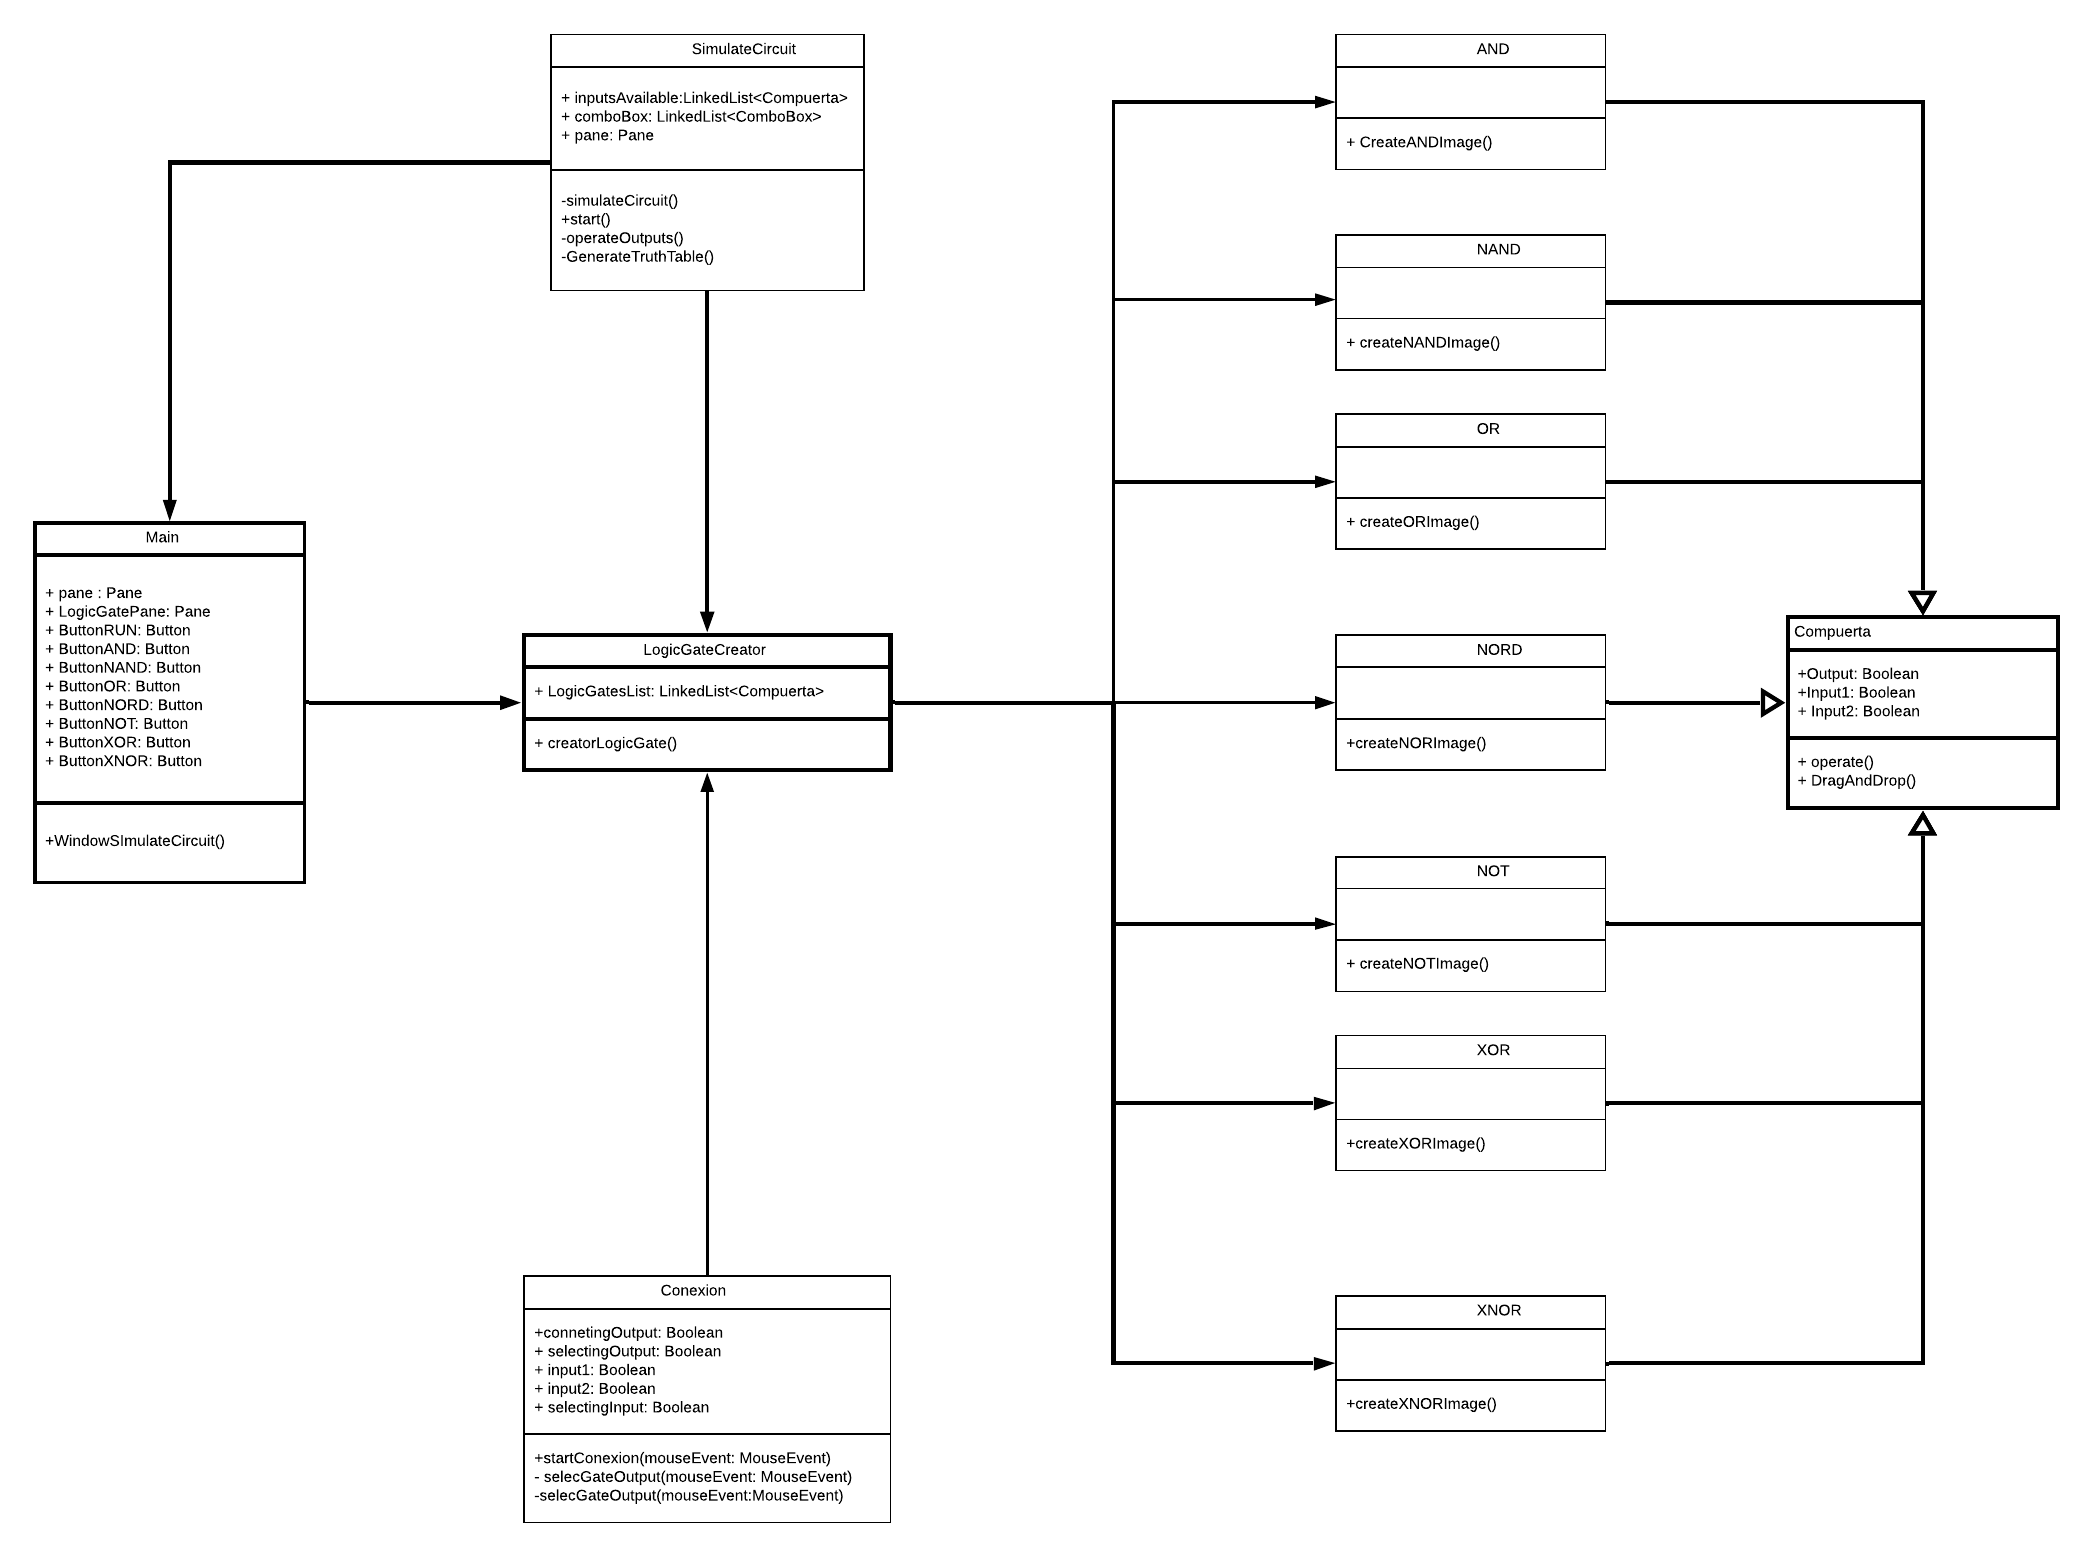 SimulateCircuit
+ inputsAvailable:LinkedList<Compuerta>
+ comboBox: LinkedList<ComboBox>
+ pane: Pane
-simulateCircuit()
+start()
-operateOutputs()
-GenerateTruthTable()
Main
+ pane : Pane
+ LogicGatePane: Pane
+ ButtonRUN: Button
+ ButtonAND: Button
+ ButtonNAND: Button
+ ButtonOR: Button
+ ButtonNORD: Button
+ ButtonNOT: Button
+ ButtonXOR: Button
+ ButtonXNOR: Button
+WindowSImulateCircuit()
LogicGateCreator
+ LogicGatesList: LinkedList<Compuerta>
+ creatorLogicGate()
Conexion
+connetingOutput: Boolean
+ selectingOutput: Boolean
+ input1: Boolean
+ input2: Boolean
+ selectingInput: Boolean
+startConexion(mouseEvent: MouseEvent)
- selecGateOutput(mouseEvent: MouseEvent)
-selecGateOutput(mouseEvent:MouseEvent)
AND
+ CreateANDImage()
NAND
+ createNANDImage()
OR
+ createORImage()
NORD
+createNORImage()
NOT
+ createNOTImage()
XOR
+createXORImage()
XNOR
+createXNORImage()
Compuerta
+Output: Boolean
+Input1: Boolean
+ Input2: Boolean
+ operate()
+ DragAndDrop()